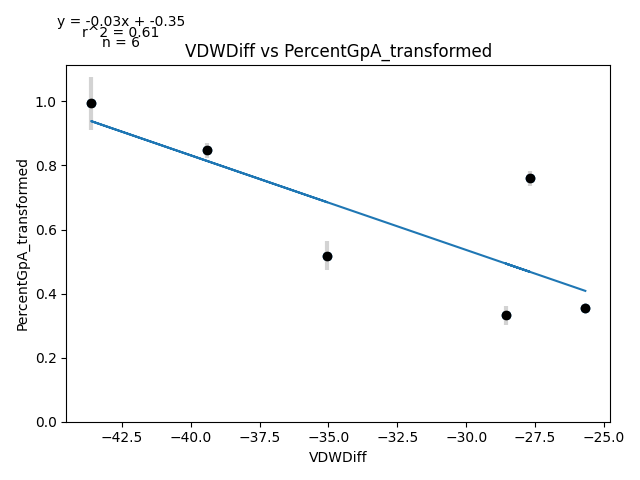 y = -0.03x + -0.35
r^2 = 0.61
n = 6
VDWDiff vs PercentGpA_transformed
PercentGpA_transformed
1.0
0.8
0.6
0.4
0.2
0.0
−42.5 −40.0 −37.5 −35.0 −32.5 −30.0 −27.5 −25.0
VDWDiff